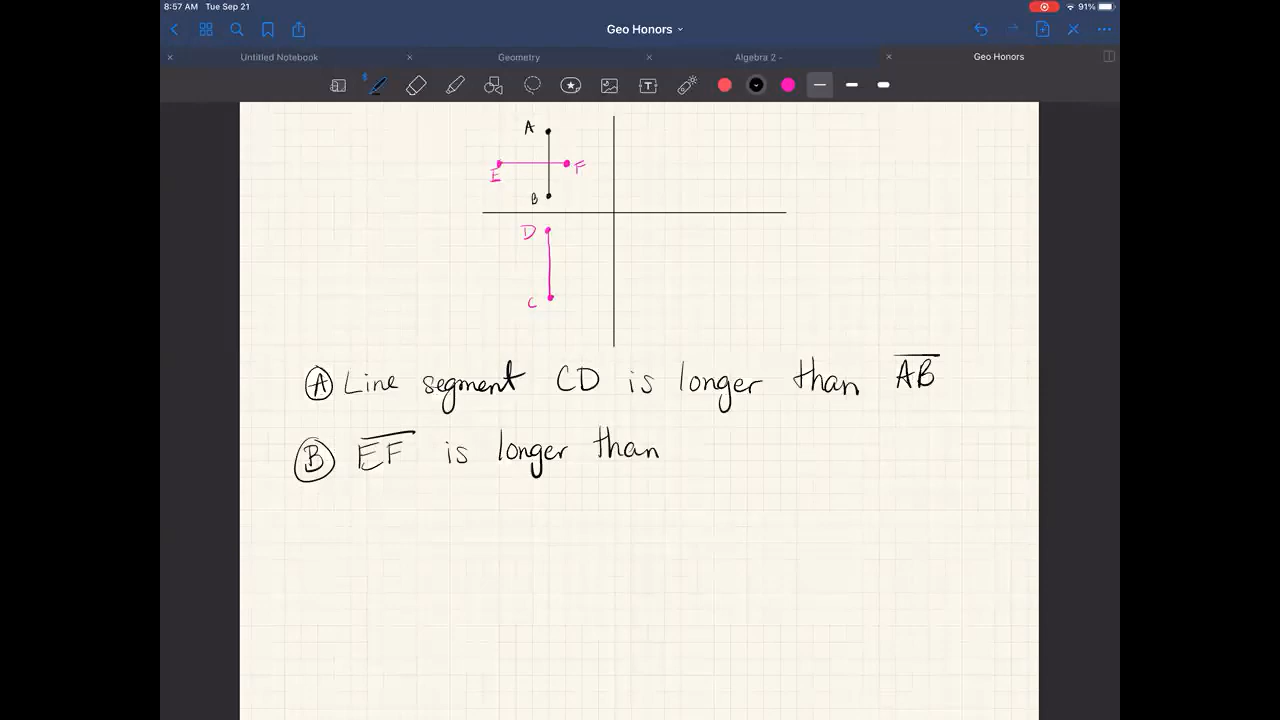 8:57 AM Tue Sep 21
91%
Geo Honors
Untitled Notebook
Geometry
Algebra 2 -
Geo Honors
A
E
F
B
D
C
A Line segment CD is longer than AB
B EF is longer than